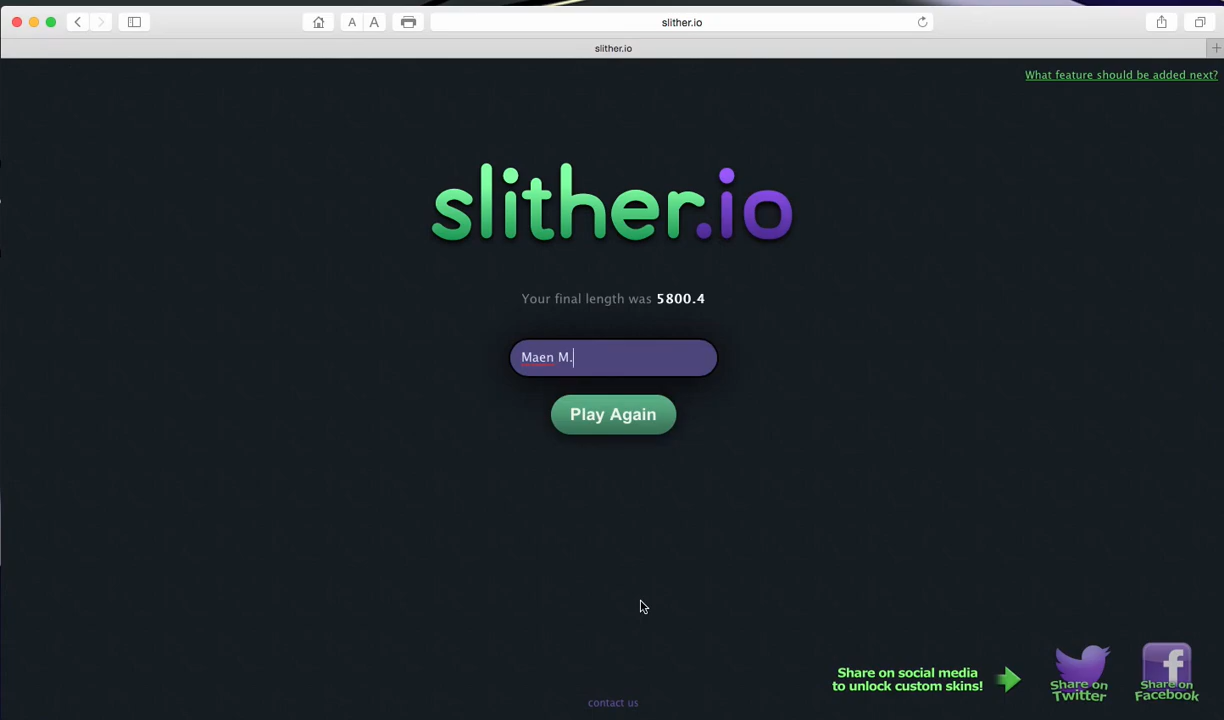 A A
slither.io
slither.io
What feature should be added next?
slither.io
Your final length was 5800.4
Maen M.
Play Again
Share on social media
to unlock custom skins!
Share on
Twitter
f
Share on
Facebook
contact us